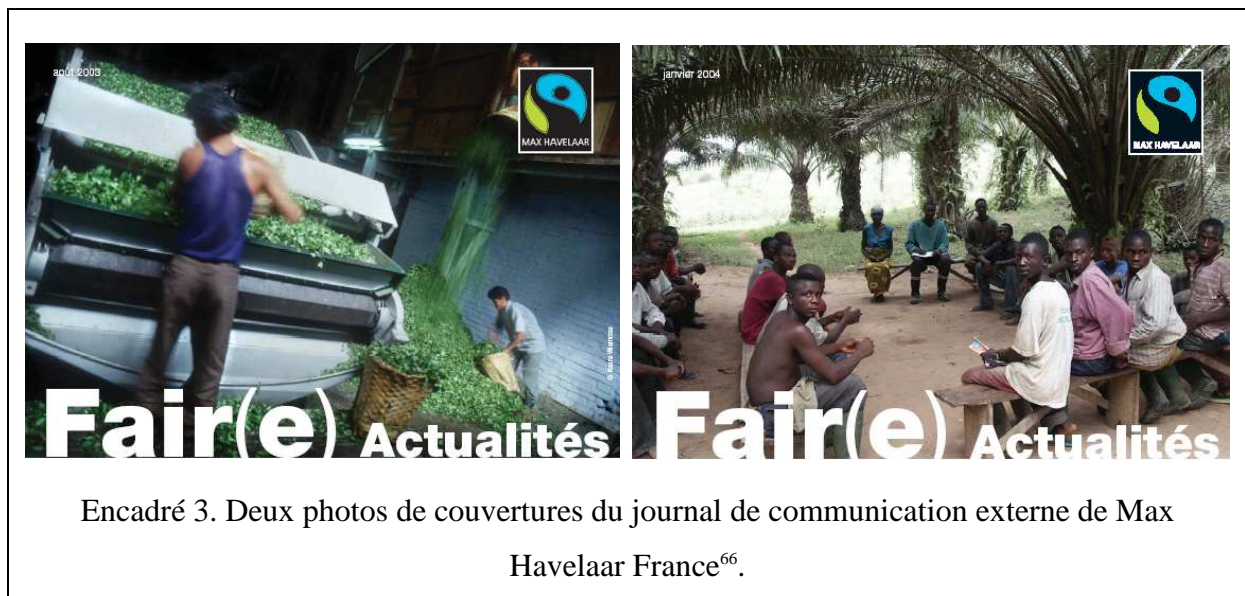 août 2003
MAX HAVELAAR
Fair(e) Actualités
janvier 2004
MAX HAVELAAR
Fair(e) Actualités
Encadré 3. Deux photos de couvertures du journal de communication externe de Max
Havelaar France⁶⁶.